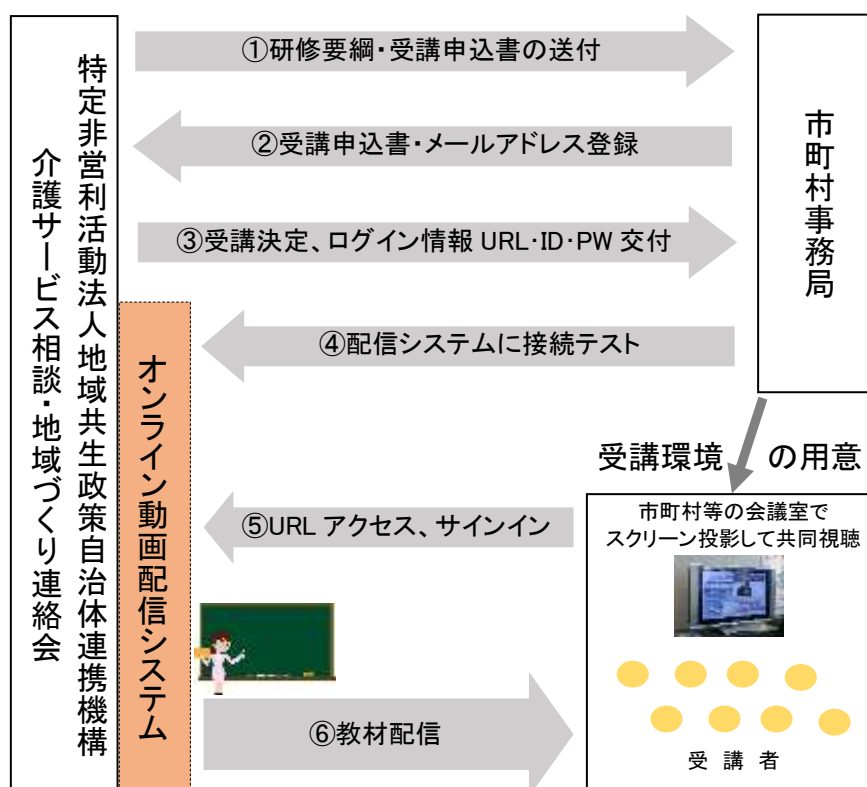 ①研修要綱・受講申込書の送付
②受講申込書・メールアドレス登録
③受講決定、ログイン情報 URL・ID・PW 交付
④配信システムに接続テスト
⑤URL アクセス、サインイン
⑥教材配信
特定非営利活動法人地域共生政策自治体連携機構
介護サービス相談・地域づくり連絡会
オンライン動画配信システム
市町村事務局
受講環境 の用意
市町村等の会議室で
スクリーン投影して共同視聴
受 講 者